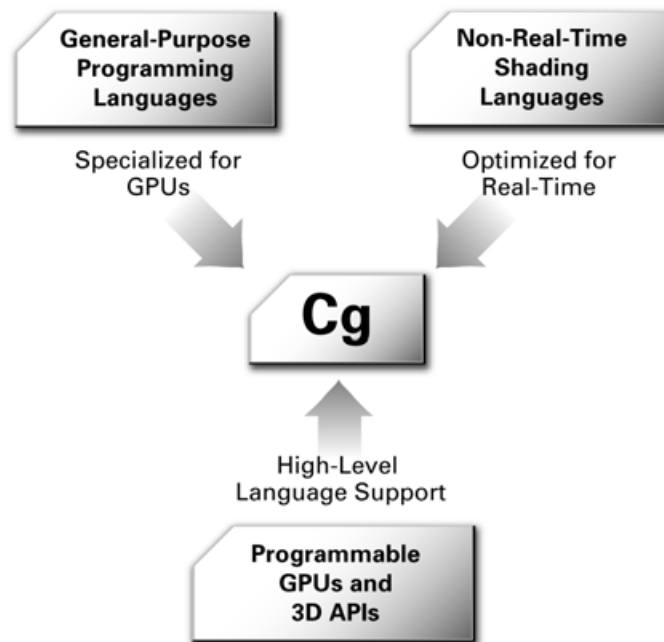 General-Purpose
Programming
Languages
Non-Real-Time
Shading
Languages
Specialized for
GPUs
Optimized for
Real-Time
Cg
High-Level
Language Support
Programmable
GPUs and
3D APIs